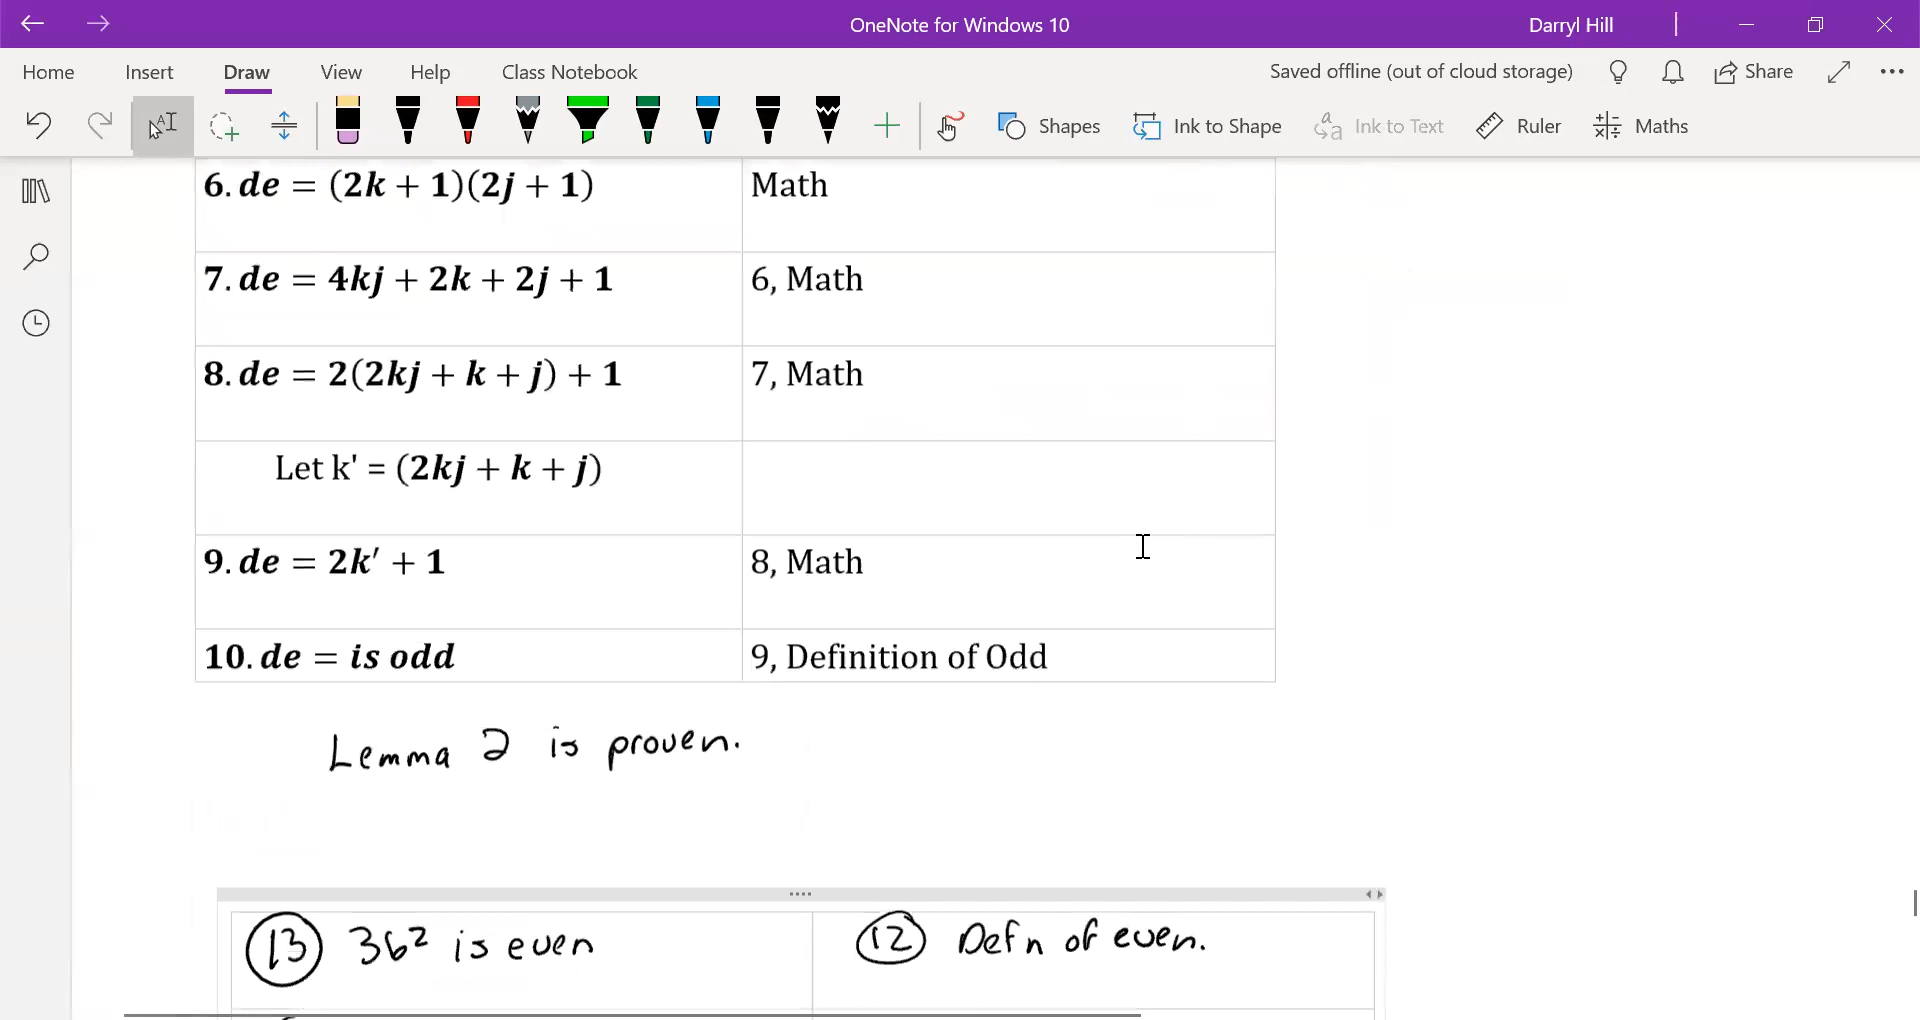 OneNote for Windows 10
Darryl Hill
Home Insert Draw View Help Class Notebook
Saved offline (out of cloud storage) Share
Shapes Ink to Shape Ink to Text Ruler Maths
6. de = (2k + 1)(2j + 1) Math
7. de = 4kj + 2k + 2j + 1 6, Math
8. de = 2(2kj + k + j) + 1 7, Math
Let k' = (2kj + k + j)
9. de = 2k′ + 1 8, Math
10. de = is odd 9, Definition of Odd
Lemma 2 is proven.
13 3b² is even 12 Defn of even.